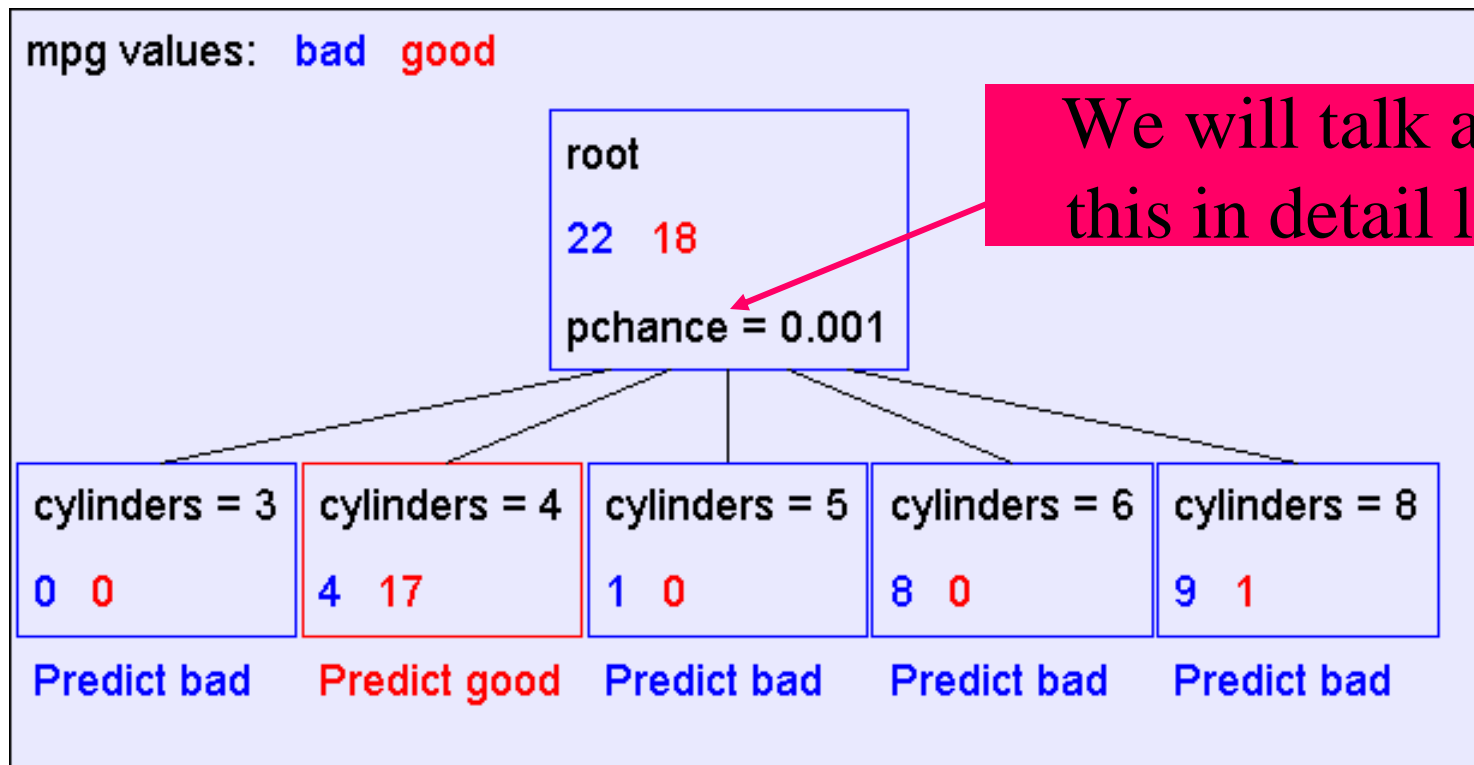 mpg values: bad good
We will talk a
this in detail l
root
22 18
pchance = 0.001
cylinders = 3
0 0
Predict bad
cylinders = 4
4 17
Predict good
cylinders = 5
1 0
Predict bad
cylinders = 6
8 0
Predict bad
cylinders = 8
9 1
Predict bad